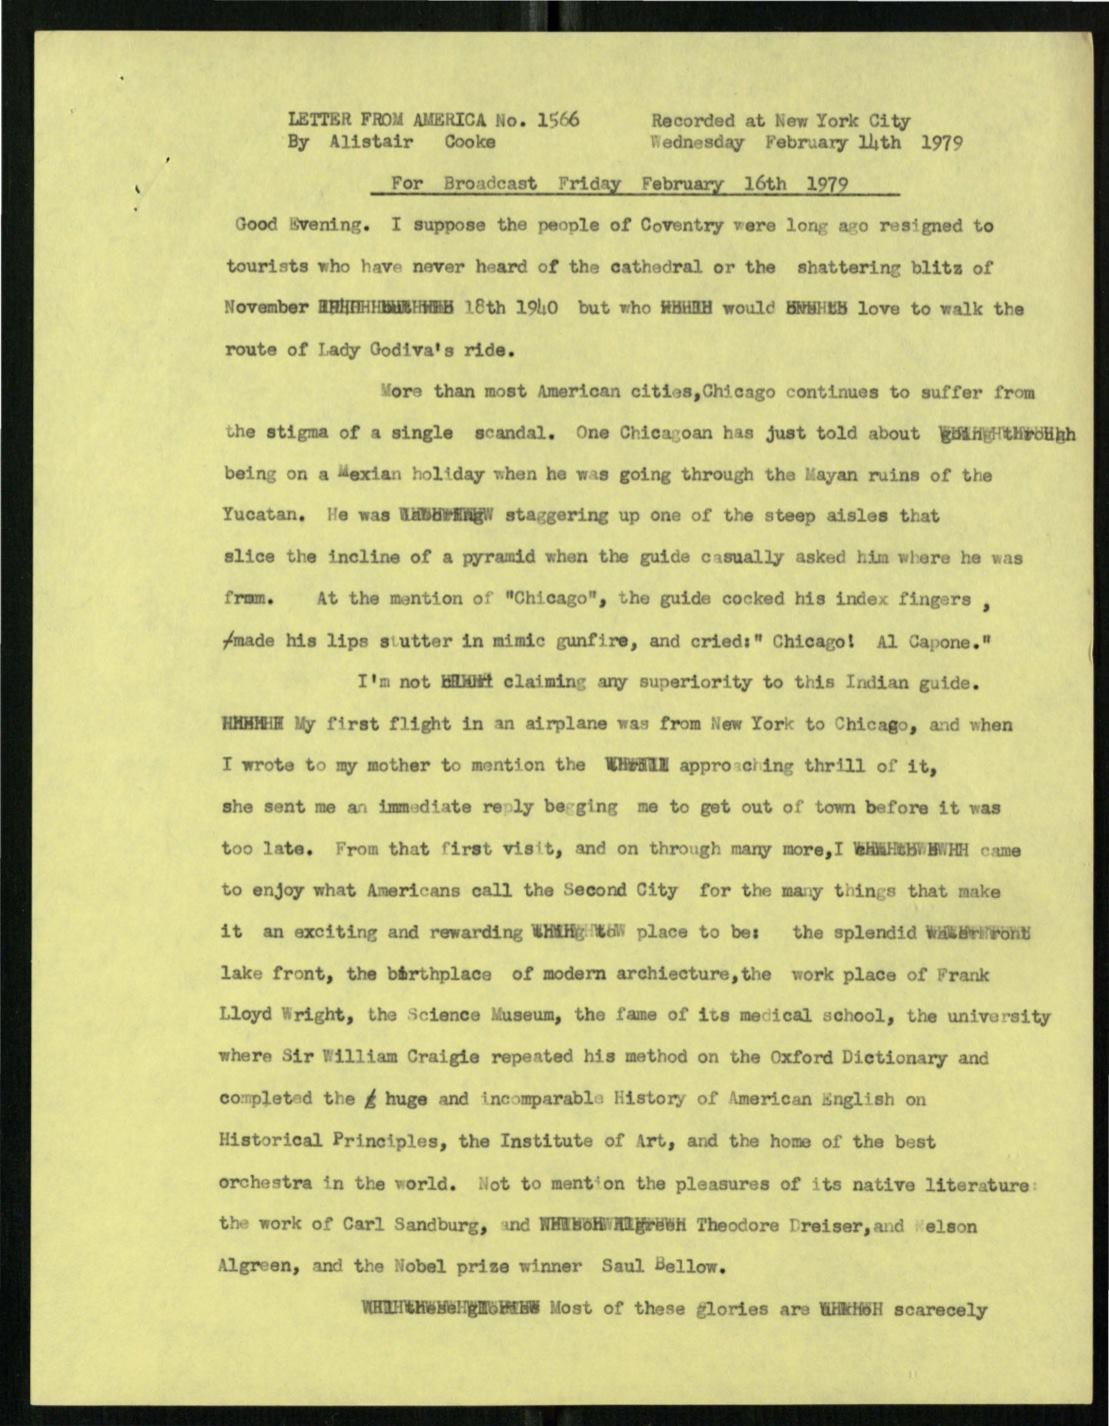 LETTER FROM AMERICA No. 1566 Recorded at New York City
By Alistair Cooke Wednesday February 14th 1979
For Broadcast Friday February 16th 1979
Good Evening. I suppose the people of Coventry were long ago resigned to
tourists who have never heard of the cathedral or the shattering blitz of
November 18th 1940 but who would love to walk the
route of Lady Godiva's ride.
More than most American cities,Chicago continues to suffer from
the stigma of a single scandal. One Chicagoan has just told about going through
being on a Mexian holiday when he was going through the Mayan ruins of the
Yucatan. He was staggering up one of the steep aisles that
slice the incline of a pyramid when the guide casually asked him where he was
from. At the mention of "Chicago", the guide cocked his index fingers ,
made his lips stutter in mimic gunfire, and cried:" Chicago! Al Capone."
I'm not claiming any superiority to this Indian guide.
My first flight in an airplane was from New York to Chicago, and when
I wrote to my mother to mention the approaching thrill of it,
she sent me an immediate reply begging me to get out of town before it was
too late. From that first visit, and on through many more,I came
to enjoy what Americans call the Second City for the many things that make
it an exciting and rewarding place to be: the splendid waterfront
lake front, the birthplace of modern archiecture,the work place of Frank
Lloyd Wright, the Science Museum, the fame of its medical school, the university
where Sir William Craigie repeated his method on the Oxford Dictionary and
completed the huge and incomparable History of American English on
Historical Principles, the Institute of Art, and the home of the best
orchestra in the world. Not to mention the pleasures of its native literature:
the work of Carl Sandburg, and Theodore Dreiser,and Nelson
Algreen, and the Nobel prize winner Saul Bellow.
Most of these glories are scarecely